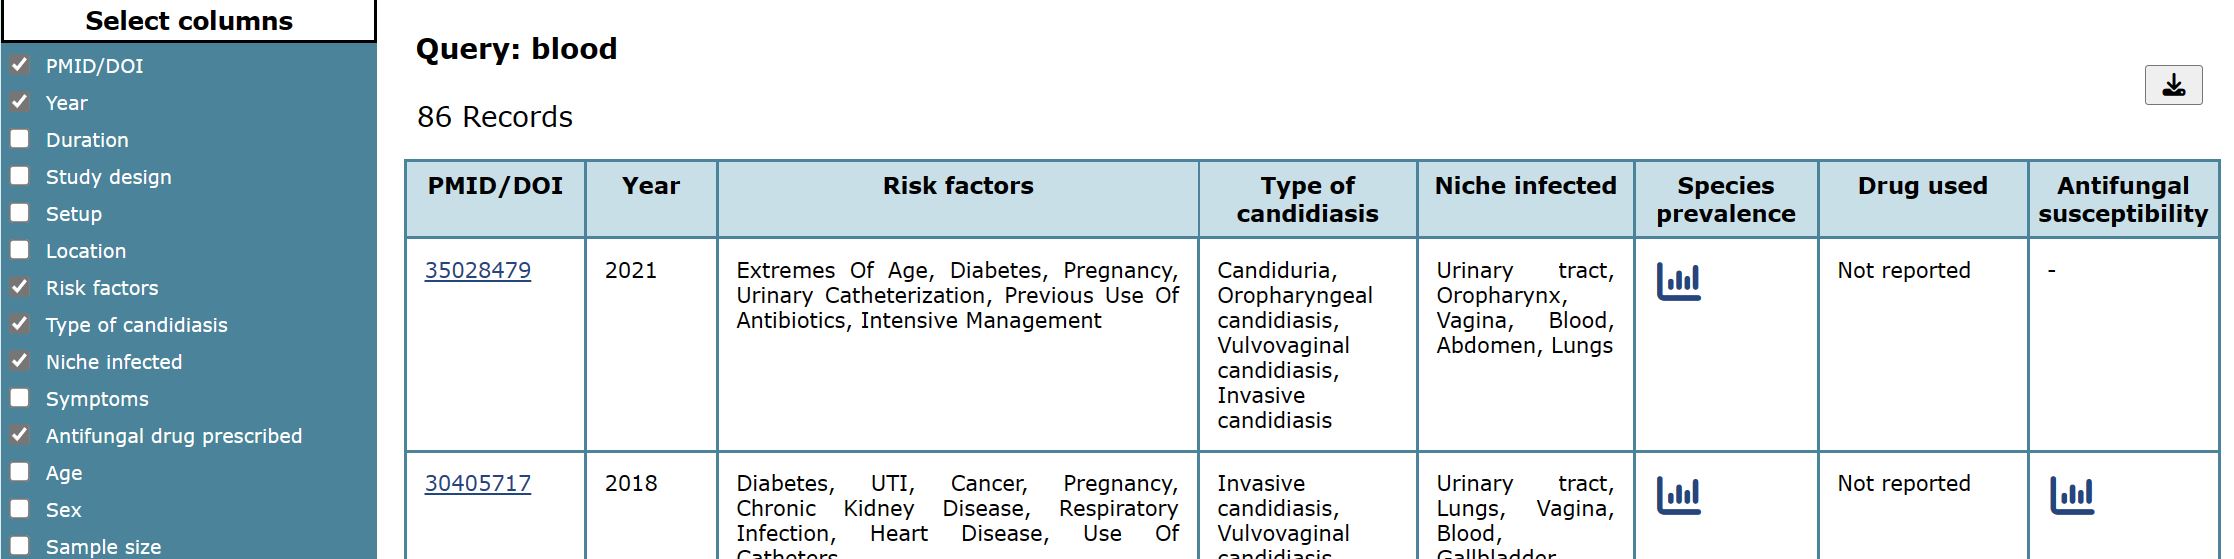 Select columns
PMID/DOI
Year
Duration
Study design
Setup
Location
Risk factors
Type of candidiasis
Niche infected
Symptoms
Antifungal drug prescribed
Age
Sex
Sample size
Query: blood
86 Records
PMID/DOI
Year
Risk factors
Type of
candidiasis
Niche infected
Species
prevalence
Drug used
Antifungal
susceptibility
35028479
2021
Extremes Of Age, Diabetes, Pregnancy,
Urinary Catheterization, Previous Use Of
Antibiotics, Intensive Management
Candiduria,
Oropharyngeal
candidiasis,
Vulvovaginal
candidiasis,
Invasive
candidiasis
Urinary tract,
Oropharynx,
Vagina, Blood,
Abdomen, Lungs
Not reported
-
30405717
2018
Diabetes, UTI, Cancer, Pregnancy,
Chronic Kidney Disease, Respiratory
Infection, Heart Disease, Use Of
Catheters
Invasive
candidiasis,
Vulvovaginal
candidiasis
Urinary tract,
Lungs, Vagina,
Blood,
Gallbladder
Not reported